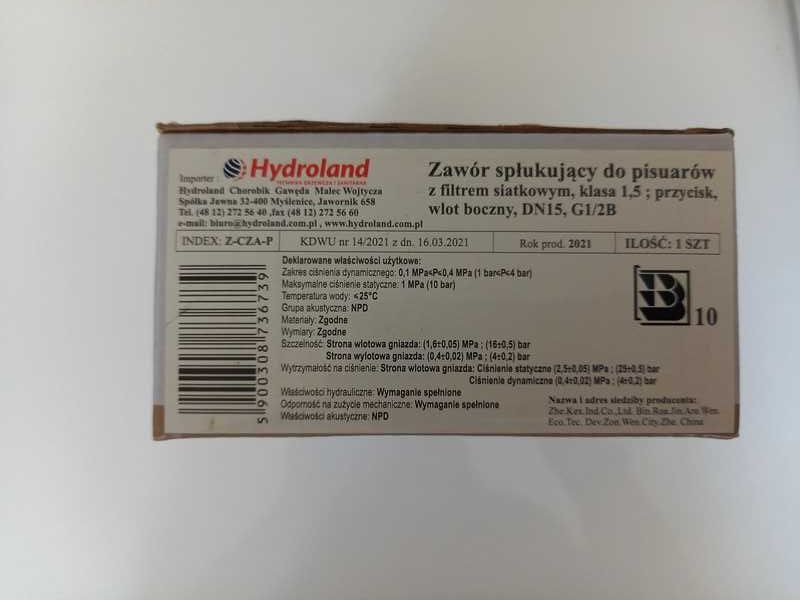 Importer : Hydroland
TECHNIKA GRZEWCZA I SANITARNA
Hydroland Chorobik Gawęda Malec Wojtycza
Spółka Jawna 32-400 Myślenice, Jawornik 658
Tel. (48 12) 272 56 40 ,fax (48 12) 272 56 60
e-mail: biuro@hydroland.com.pl , www.hydroland.com.pl
Zawór spłukujący do pisuarów
z filtrem siatkowym, klasa 1,5 ; przycisk,
wlot boczny, DN15, G1/2B
INDEX: Z-CZA-P KDWU nr 14/2021 z dn. 16.03.2021 Rok prod. 2021 ILOŚĆ: 1 SZT
5 900308 736739
Deklarowane właściwości użytkowe:
Zakres ciśnienia dynamicznego: 0,1 MPa<P<0,4 MPa (1 bar<P<4 bar)
Maksymalne ciśnienie statyczne: 1 MPa (10 bar)
Temperatura wody: <25°C
Grupa akustyczna: NPD
Materiały: Zgodne
Wymiary: Zgodne
Szczelność: Strona wlotowa gniazda: (1,6±0,05) MPa ; (16±0,5) bar
Strona wylotowa gniazda: (0,4±0,02) MPa ; (4±0,2) bar
Wytrzymałość na ciśnienie: Strona wlotowa gniazda: Ciśnienie statyczne (2,5±0,05) MPa ; (25±0,5) bar
Ciśnienie dynamiczne (0,4±0,02) MPa ; (4±0,2) bar
Właściwości hydrauliczne: Wymaganie spełnione
Odporność na zużycie mechaniczne: Wymaganie spełnione
Właściwości akustyczne: NPD
B 10
Nazwa i adres siedziby producenta:
Zhe.Kex.Ind.Co.,Ltd. Bin.Roa.Jin.Are.Wen.
Eco.Tec. Dev.Zon.Wen.City.Zhe. China